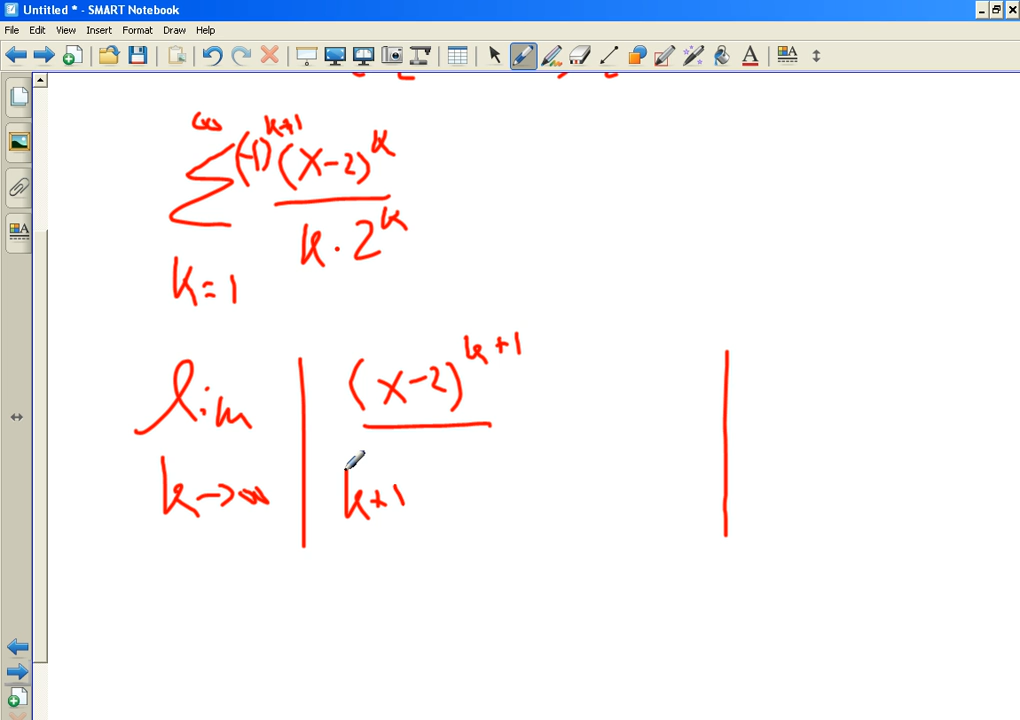 Untitled * - SMART Notebook
File Edit View Insert Format Draw Help
∞
∑ (-1)^{k+1} (x-2)^k
k · 2^k
k=1
lim | (x-2)^{k+1} |
k→∞ k+1